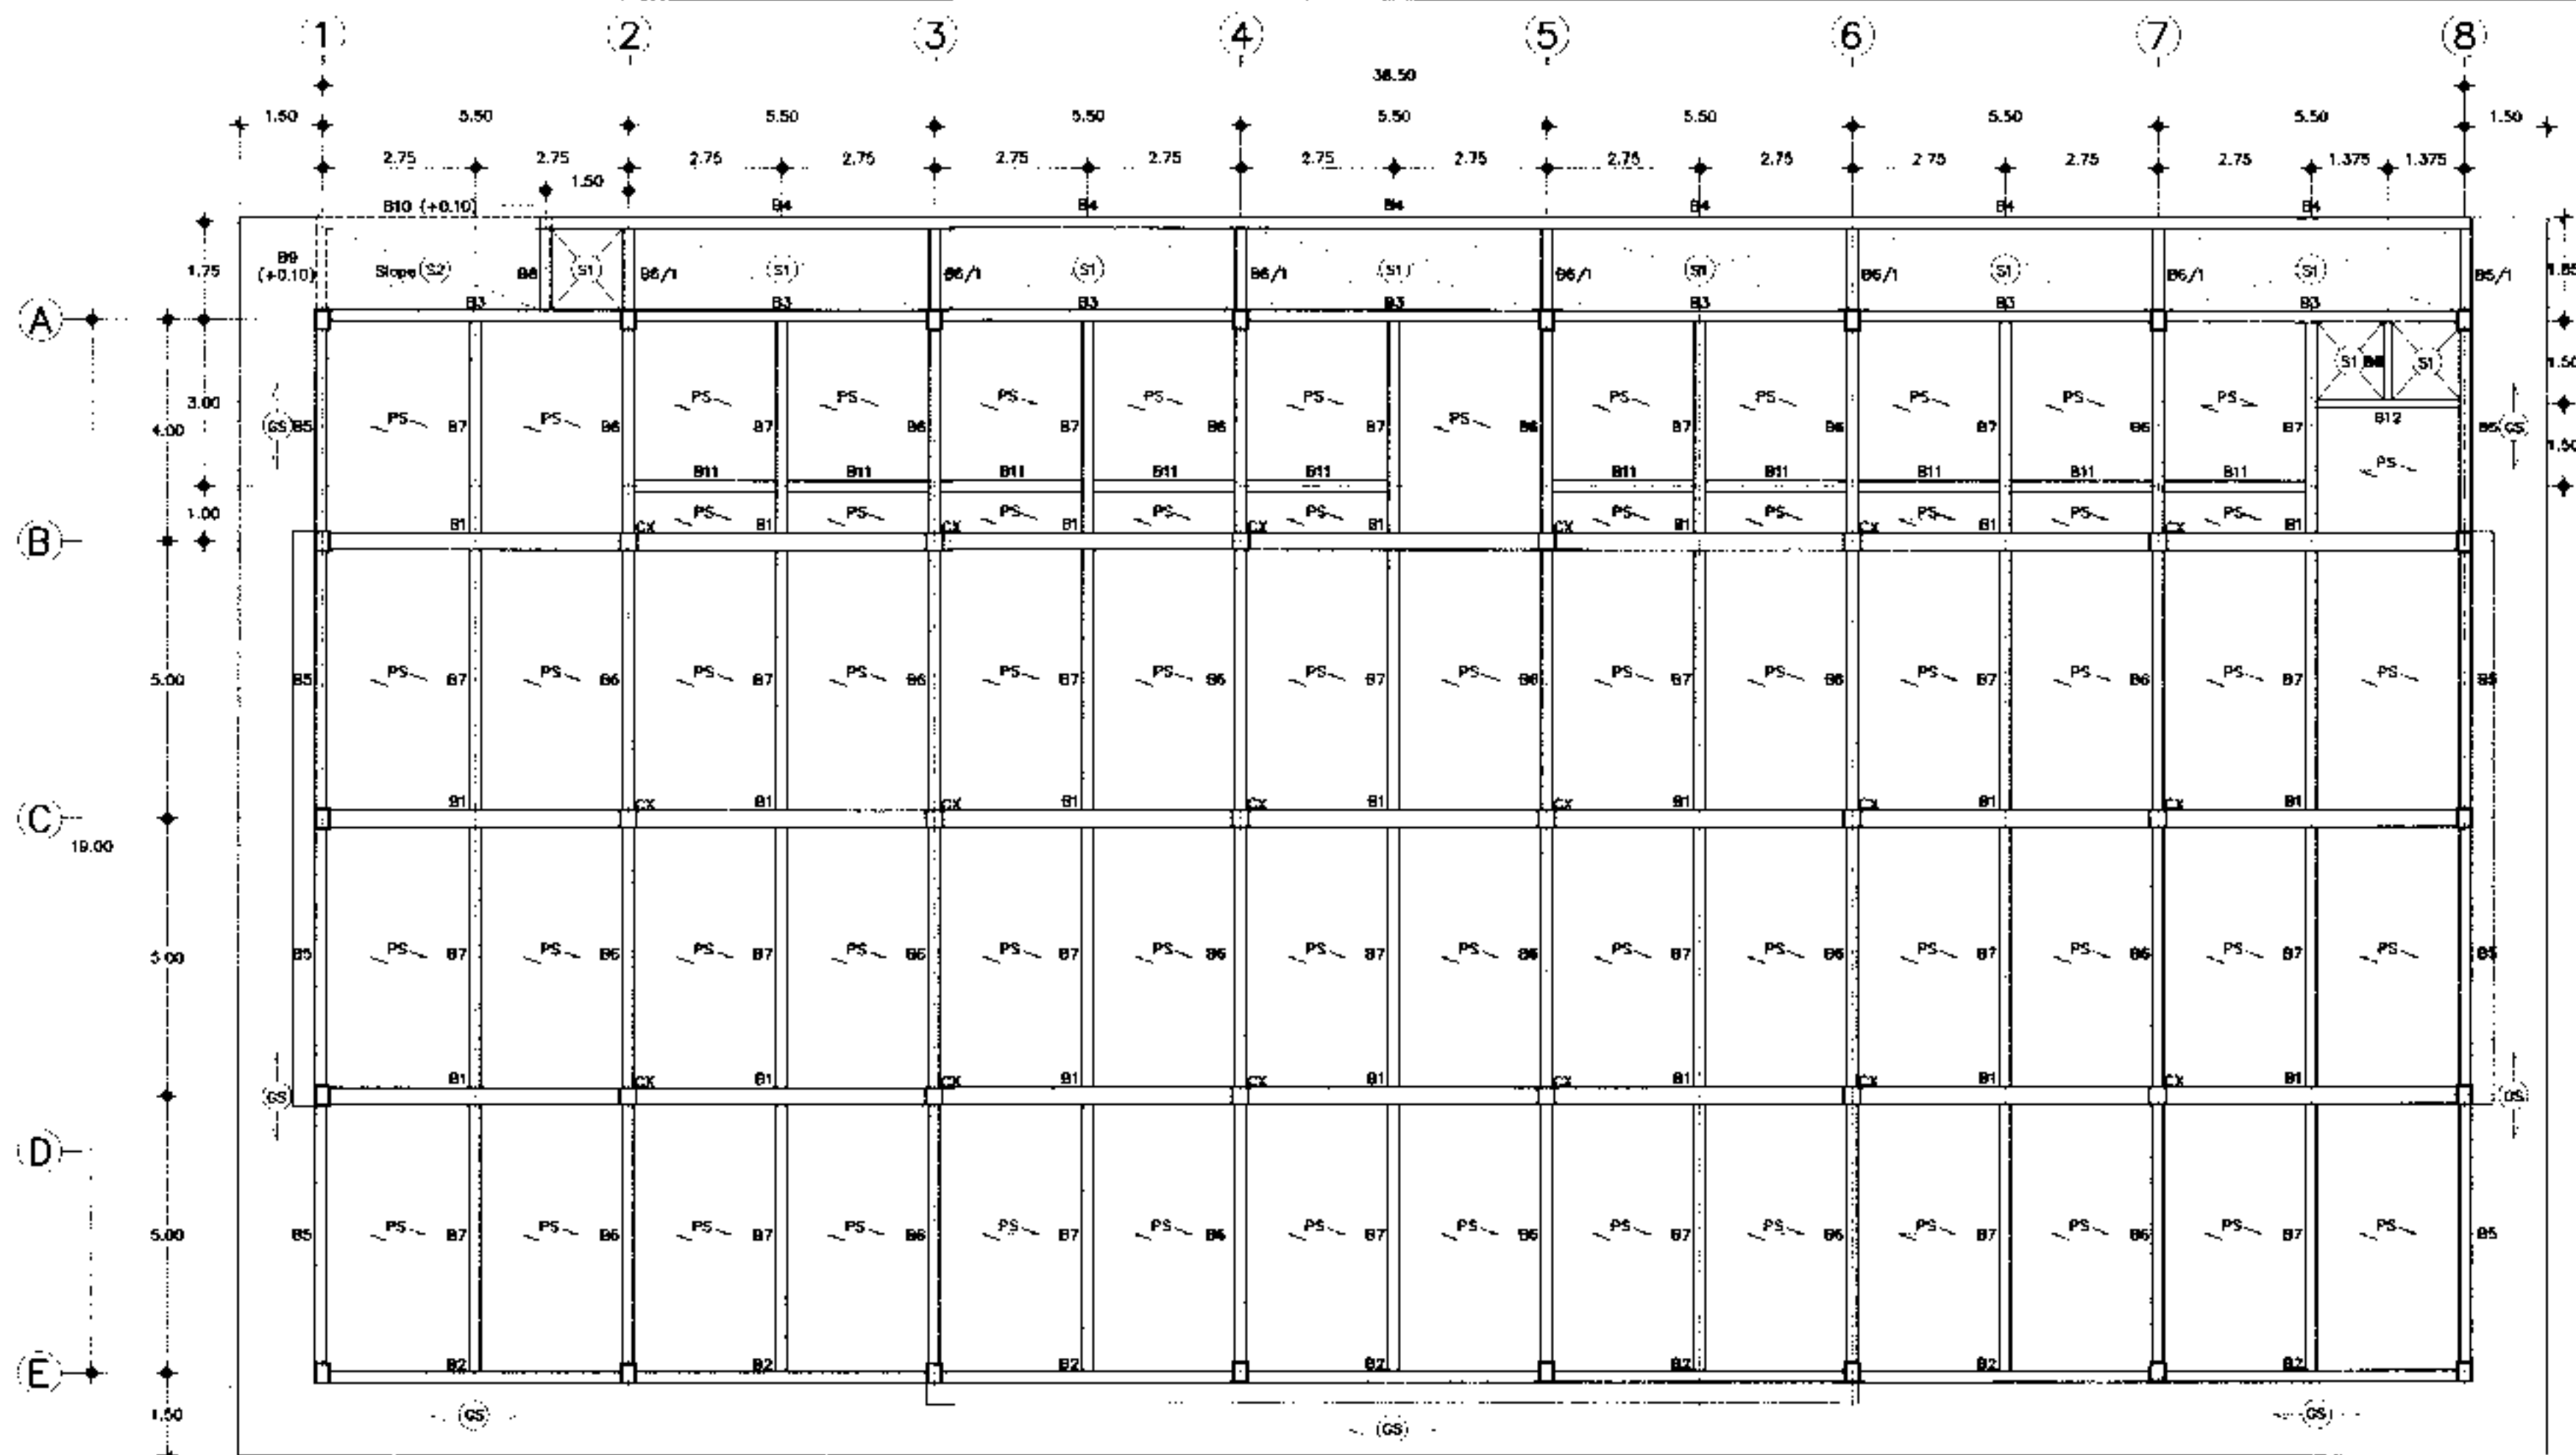 1 2 3 4 5 6 7 8
38.50
1.50 5.50 5.50 5.50 5.50 5.50 5.50 5.50 1.50
2.75 2.75 2.75 2.75 2.75 2.75 2.75 2.75 2.75 2.75 2.75 2.75 2.75 1.375 1.375
1.50
B10 (+0.10) B4 B4 B4 B4 B4 B4
B9
1.75 (+0.10) Slope S2 B8 S1 B6/1 S1 B6/1 S1 B6/1 S1 B6/1 S1 B6/1 S1 B6/1 S1 B5/1 1.85
B3 B3 B3 B3 B3 B3 B3
A
S1 S1 1.50
3.00 PS PS PS PS PS PS PS PS PS PS
4.00 GS B5 PS B7 PS B6 B7 B6 B7 B6 B7 PS B6 B7 B6 B7 B6 B7 B12 B5 GS
1.50
B11 B11 B11 B11 B11 B11 B11 B11 B11 B11 PS
1.00 PS PS PS PS PS PS PS PS PS PS
B1 CX B1 CX B1 CX B1 CX B1 CX B1 CX B1
B
5.00 B5 PS B7 PS B6 PS B7 PS B6 PS B7 PS B6 PS B7 PS B6 PS B7 PS B6 PS B7 PS B6 PS B7 PS B5
B1 CX B1 CX B1 CX B1 CX B1 CX B1 CX B1
C
19.00
5.00 B5 PS B7 PS B6 PS B7 PS B6 PS B7 PS B6 PS B7 PS B6 PS B7 PS B6 PS B7 PS B6 PS B7 PS B5
B1 CX B1 CX B1 CX B1 CX B1 CX B1 CX B1
GS GS
D
5.00 B5 PS B7 PS B6 PS B7 PS B6 PS B7 PS B6 PS B7 PS B6 PS B7 PS B6 PS B7 PS B6 PS B7 PS B5
B2 B2 B2 B2 B2 B2 B2
E
1.50 GS GS GS